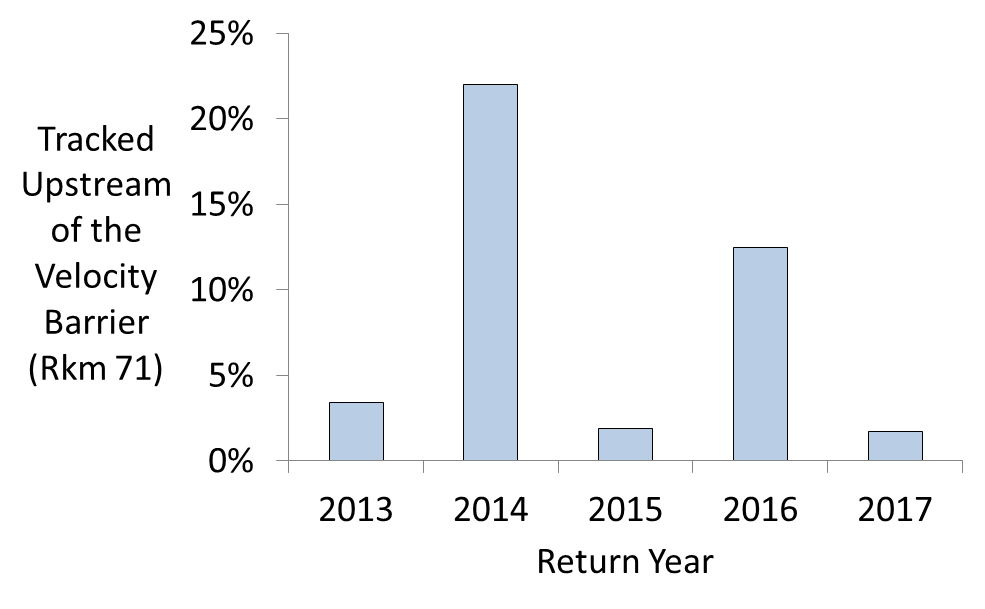 25%
20%
15%
10%
5%
0%
Tracked
Upstream
of the
Velocity
Barrier
(Rkm 71)
2013 2014 2015 2016 2017
Return Year